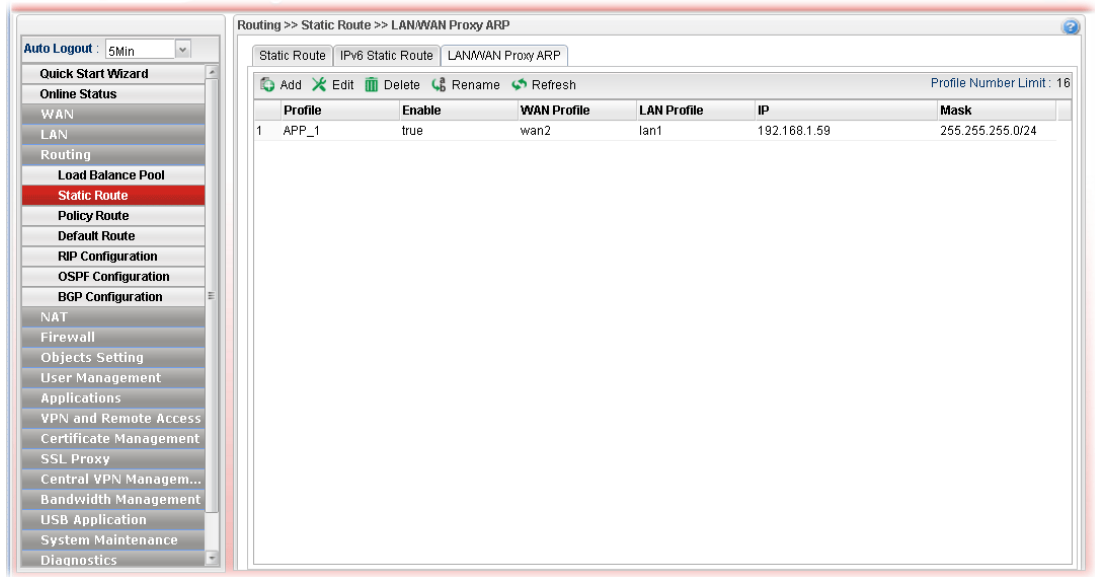 Routing >> Static Route >> LAN/WAN Proxy ARP
Auto Logout : 5Min
Quick Start Wizard
Online Status
WAN
LAN
Routing
Load Balance Pool
Static Route
Policy Route
Default Route
RIP Configuration
OSPF Configuration
BGP Configuration
NAT
Firewall
Objects Setting
User Management
Applications
VPN and Remote Access
Certificate Management
SSL Proxy
Central VPN Managem...
Bandwidth Management
USB Application
System Maintenance
Diagnostics
Static Route IPv6 Static Route LAN/WAN Proxy ARP
Add Edit Delete Rename Refresh Profile Number Limit : 16
Profile Enable WAN Profile LAN Profile IP Mask
1 APP_1 true wan2 lan1 192.168.1.59 255.255.255.0/24